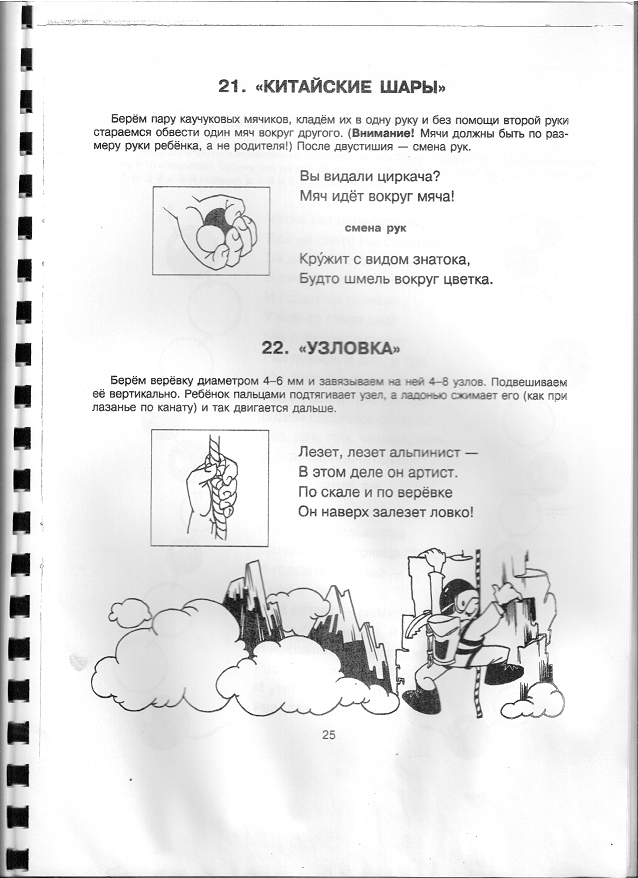 21. «КИТАЙСКИЕ ШАРЫ»
Берём пару каучуковых мячиков, кладём их в одну руку и без помощи второй руки
стараемся обвести один мяч вокруг другого. (Внимание! Мячи должны быть по раз-
меру руки ребёнка, а не родителя!) После двустишия — смена рук.
Вы видали циркача?
Мяч идёт вокруг мяча!
смена рук
Кру́жит с видом знатока,
Будто шмель вокруг цветка.
22. «УЗЛОВКА»
Берём верёвку диаметром 4–6 мм и завязываем на ней 4–8 узлов. Подвешиваем
её вертикально. Ребёнок пальцами подтягивает узел, а ладонью сжимает его (как при
лазанье по канату) и так двигается дальше.
Лезет, лезет альпинист —
В этом деле он артист.
По скале и по верёвке
Он наверх залезет ловко!
25